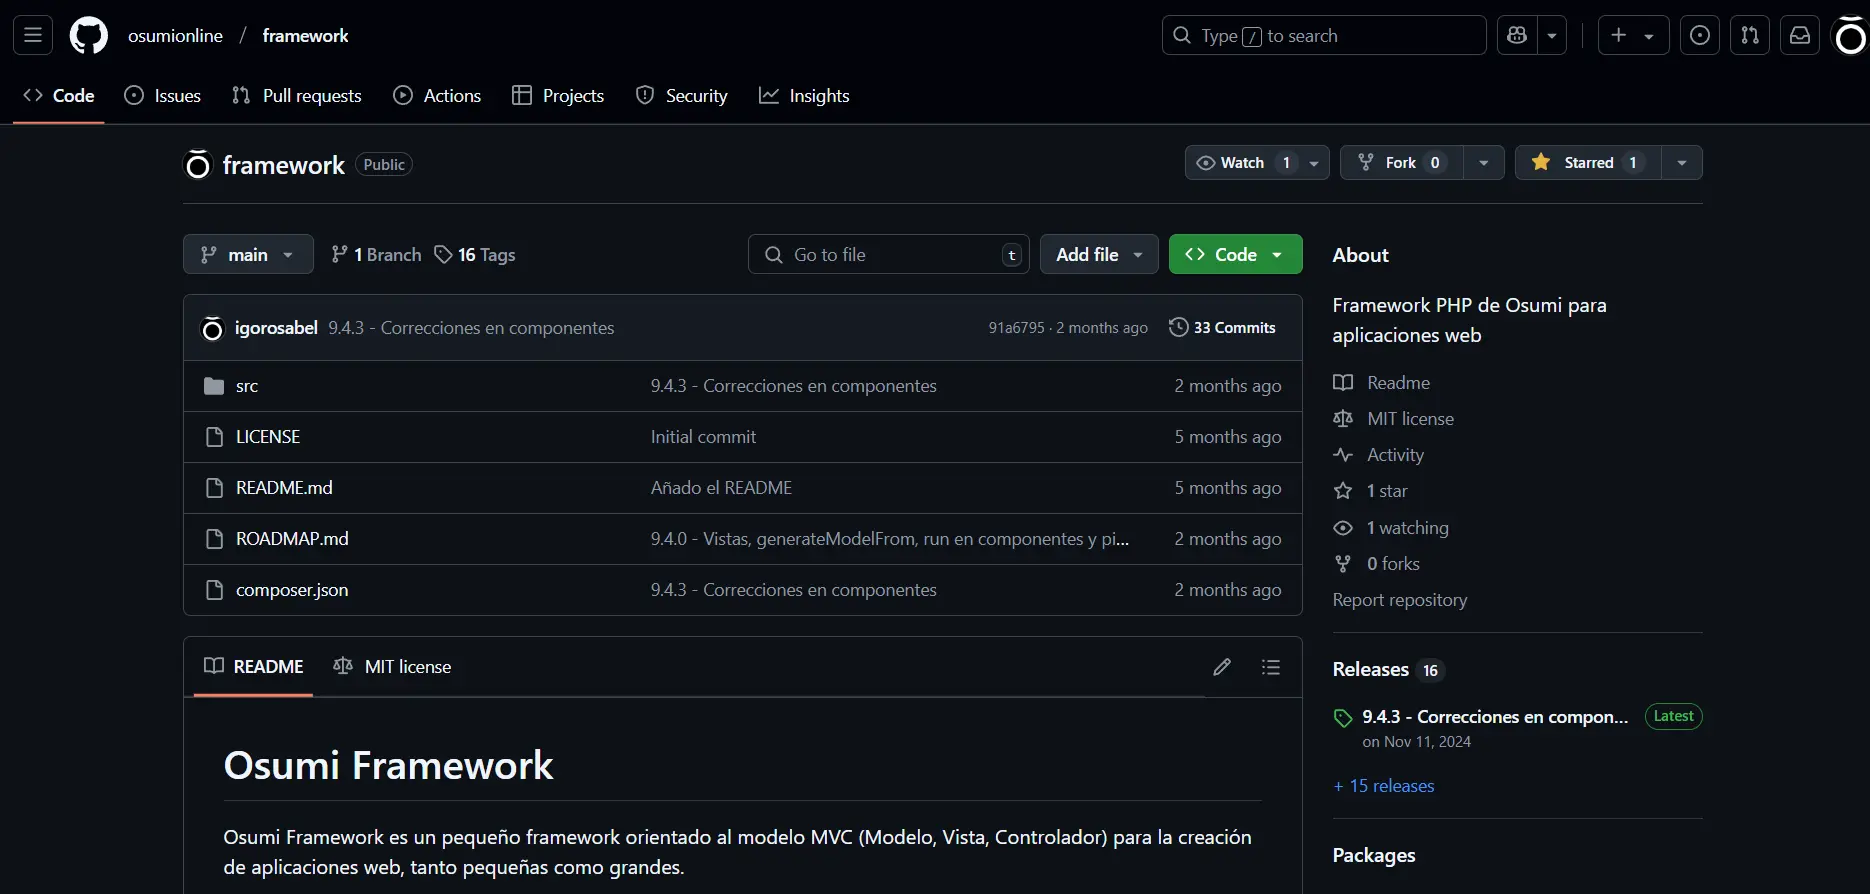 osumionline / framework
Type / to search
Code
Issues
Pull requests
Actions
Projects
Security
Insights
framework Public
Watch 1
Fork 0
Starred 1
main
1 Branch
16 Tags
Go to file t
Add file
Code
igorosabel 9.4.3 - Correcciones en componentes 91a6795 · 2 months ago 33 Commits
src 9.4.3 - Correcciones en componentes 2 months ago
LICENSE Initial commit 5 months ago
README.md Añado el README 5 months ago
ROADMAP.md 9.4.0 - Vistas, generateModelFrom, run en componentes y pi... 2 months ago
composer.json 9.4.3 - Correcciones en componentes 2 months ago
README
MIT license
Osumi Framework
Osumi Framework es un pequeño framework orientado al modelo MVC (Modelo, Vista, Controlador) para la creación
de aplicaciones web, tanto pequeñas como grandes.
About
Framework PHP de Osumi para
aplicaciones web
Readme
MIT license
Activity
1 star
1 watching
0 forks
Report repository
Releases 16
9.4.3 - Correcciones en compon... Latest
on Nov 11, 2024
+ 15 releases
Packages